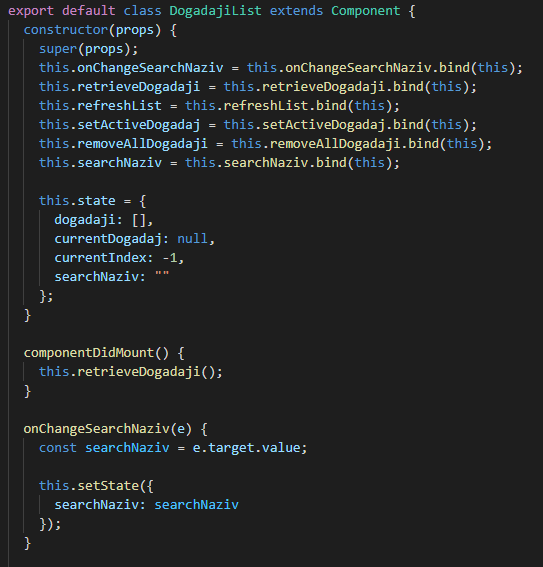 export default class DogadajiList extends Component {
  constructor(props) {
    super(props);
    this.onChangeSearchNaziv = this.onChangeSearchNaziv.bind(this);
    this.retrieveDogadaji = this.retrieveDogadaji.bind(this);
    this.refreshList = this.refreshList.bind(this);
    this.setActiveDogadaj = this.setActiveDogadaj.bind(this);
    this.removeAllDogadaji = this.removeAllDogadaji.bind(this);
    this.searchNaziv = this.searchNaziv.bind(this);

    this.state = {
      dogadaji: [],
      currentDogadaj: null,
      currentIndex: -1,
      searchNaziv: ""
    };
  }

  componentDidMount() {
    this.retrieveDogadaji();
  }

  onChangeSearchNaziv(e) {
    const searchNaziv = e.target.value;

    this.setState({
      searchNaziv: searchNaziv
    });
  }